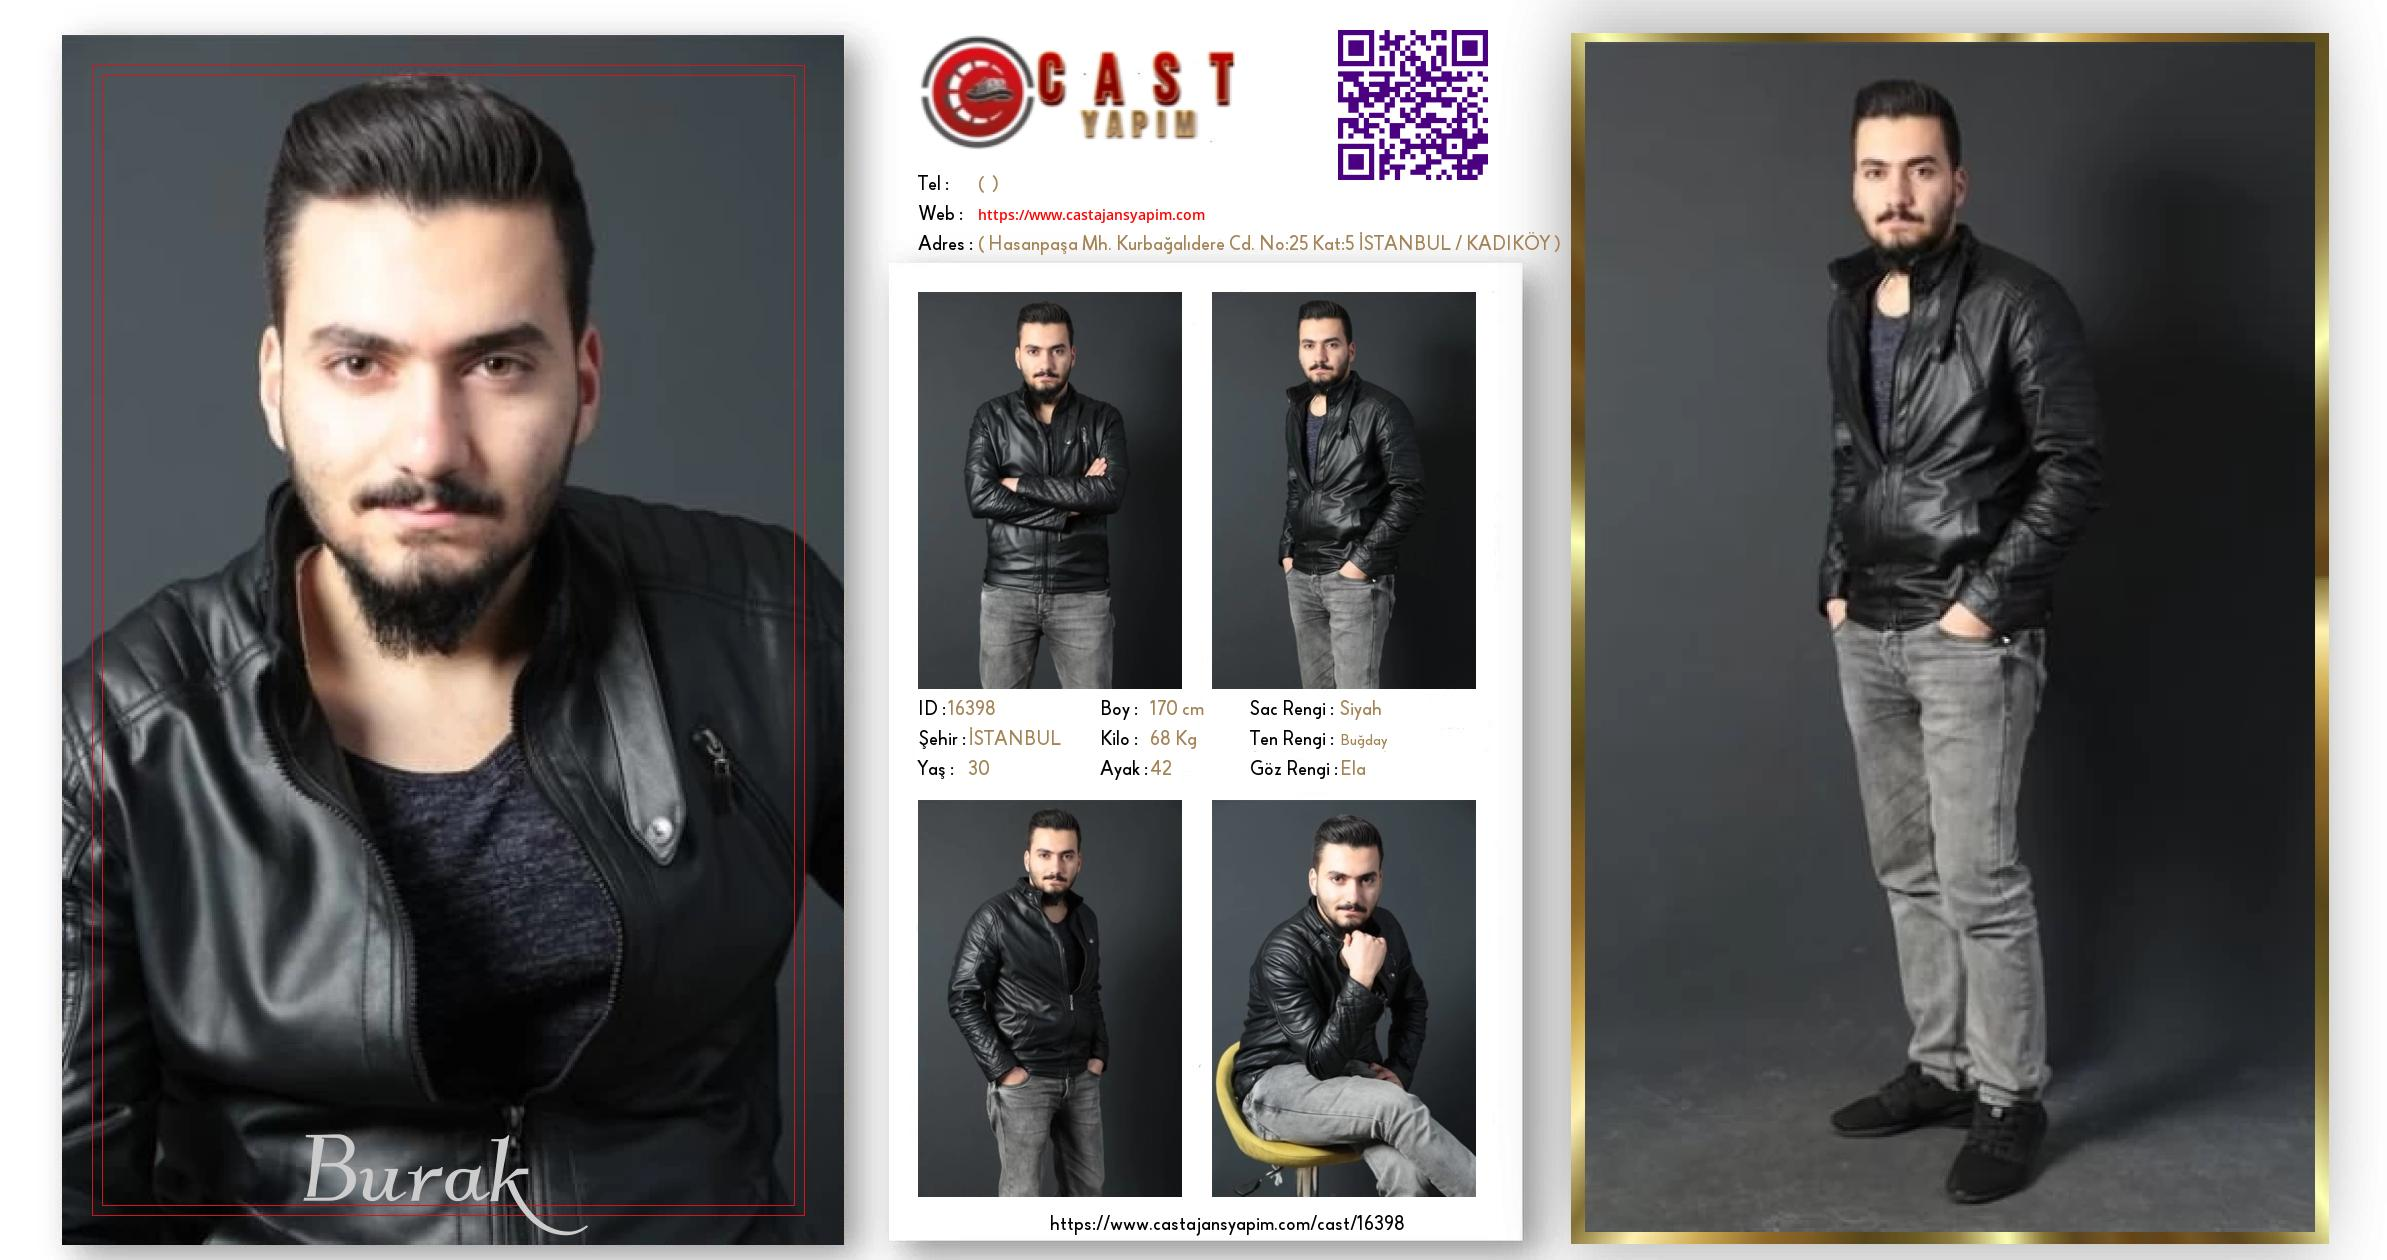 Burak
CAST
YAPIM
Tel : ( )
Web : https://www.castajansyapim.com
Adres : ( Hasanpaşa Mh. Kurbağalıdere Cd. No:25 Kat:5 İSTANBUL / KADIKÖY )
ID : 16398 Boy : 170 cm Sac Rengi : Siyah
Şehir : İSTANBUL Kilo : 68 Kg Ten Rengi : Buğday
Yaş : 30 Ayak : 42 Göz Rengi : Ela
https://www.castajansyapim.com/cast/16398